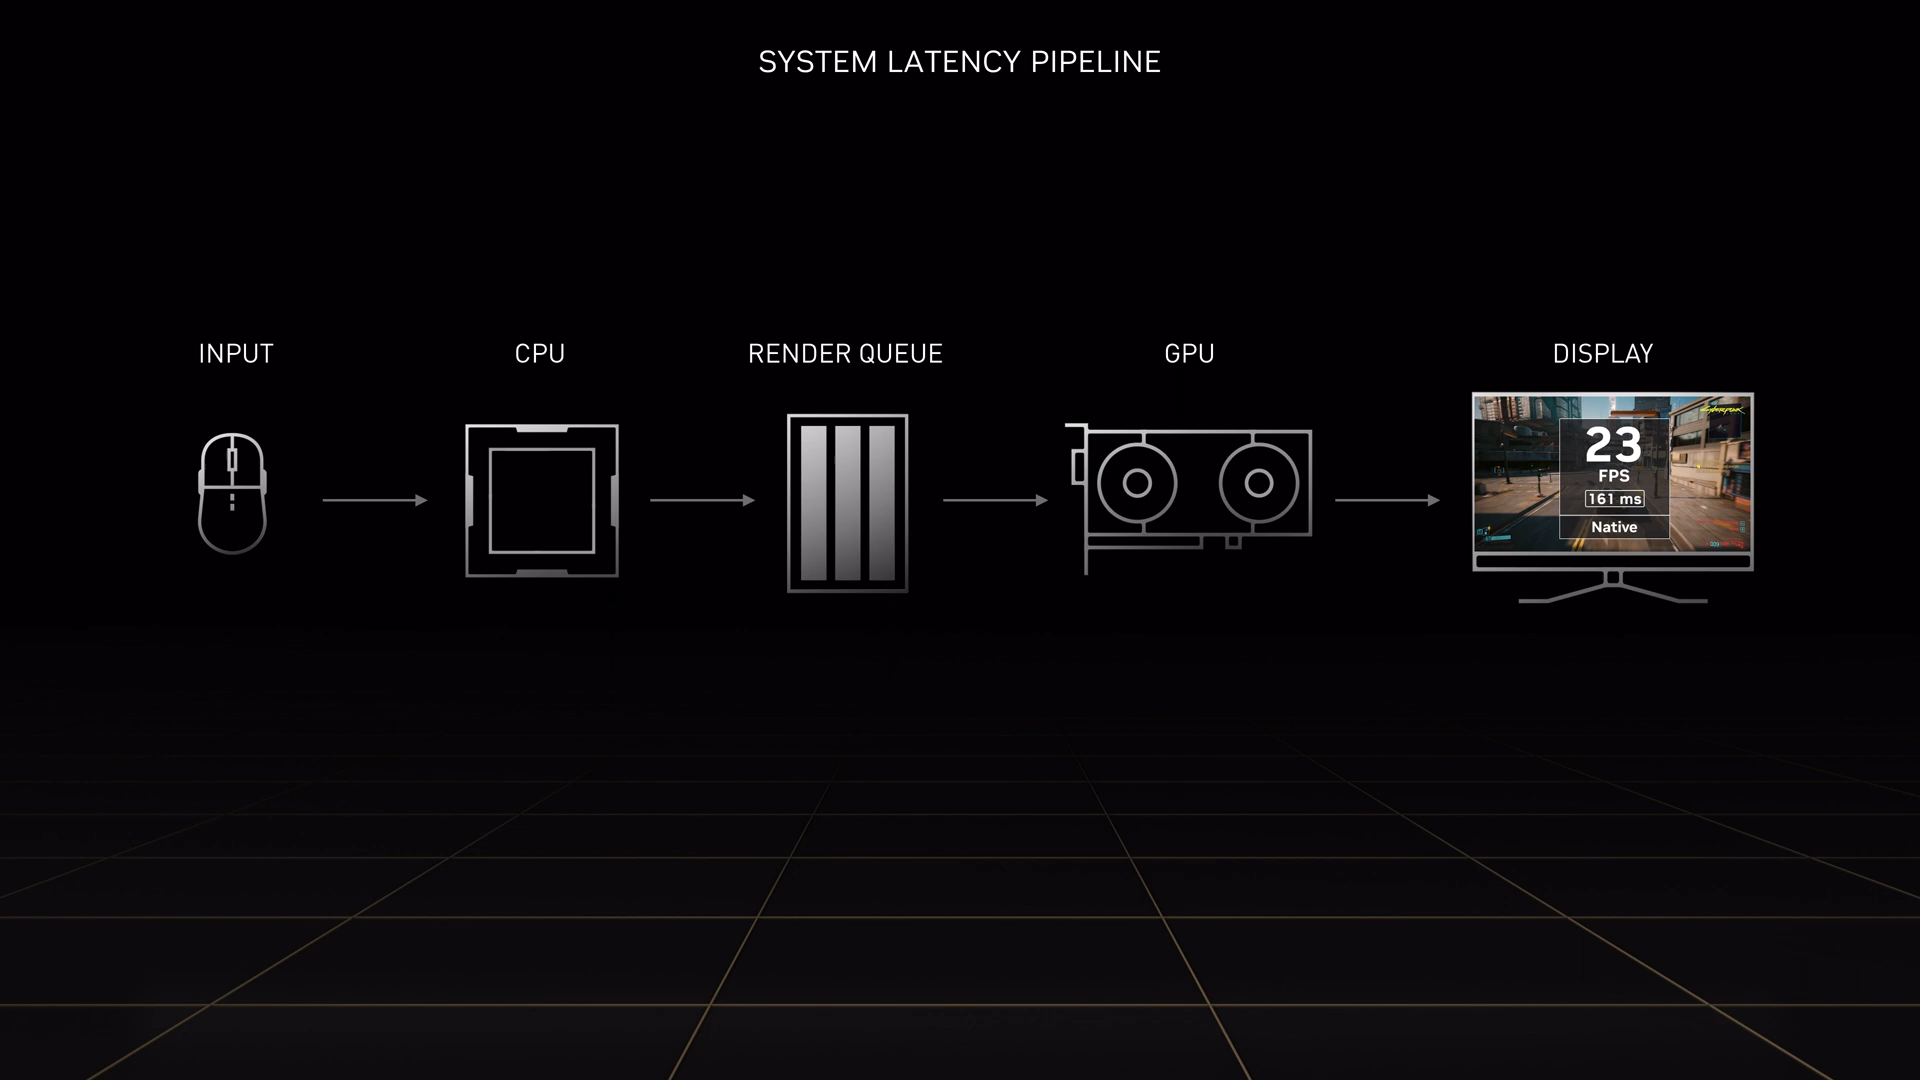 SYSTEM LATENCY PIPELINE
INPUT
CPU
RENDER QUEUE
GPU
DISPLAY
23
FPS
161 ms
Native